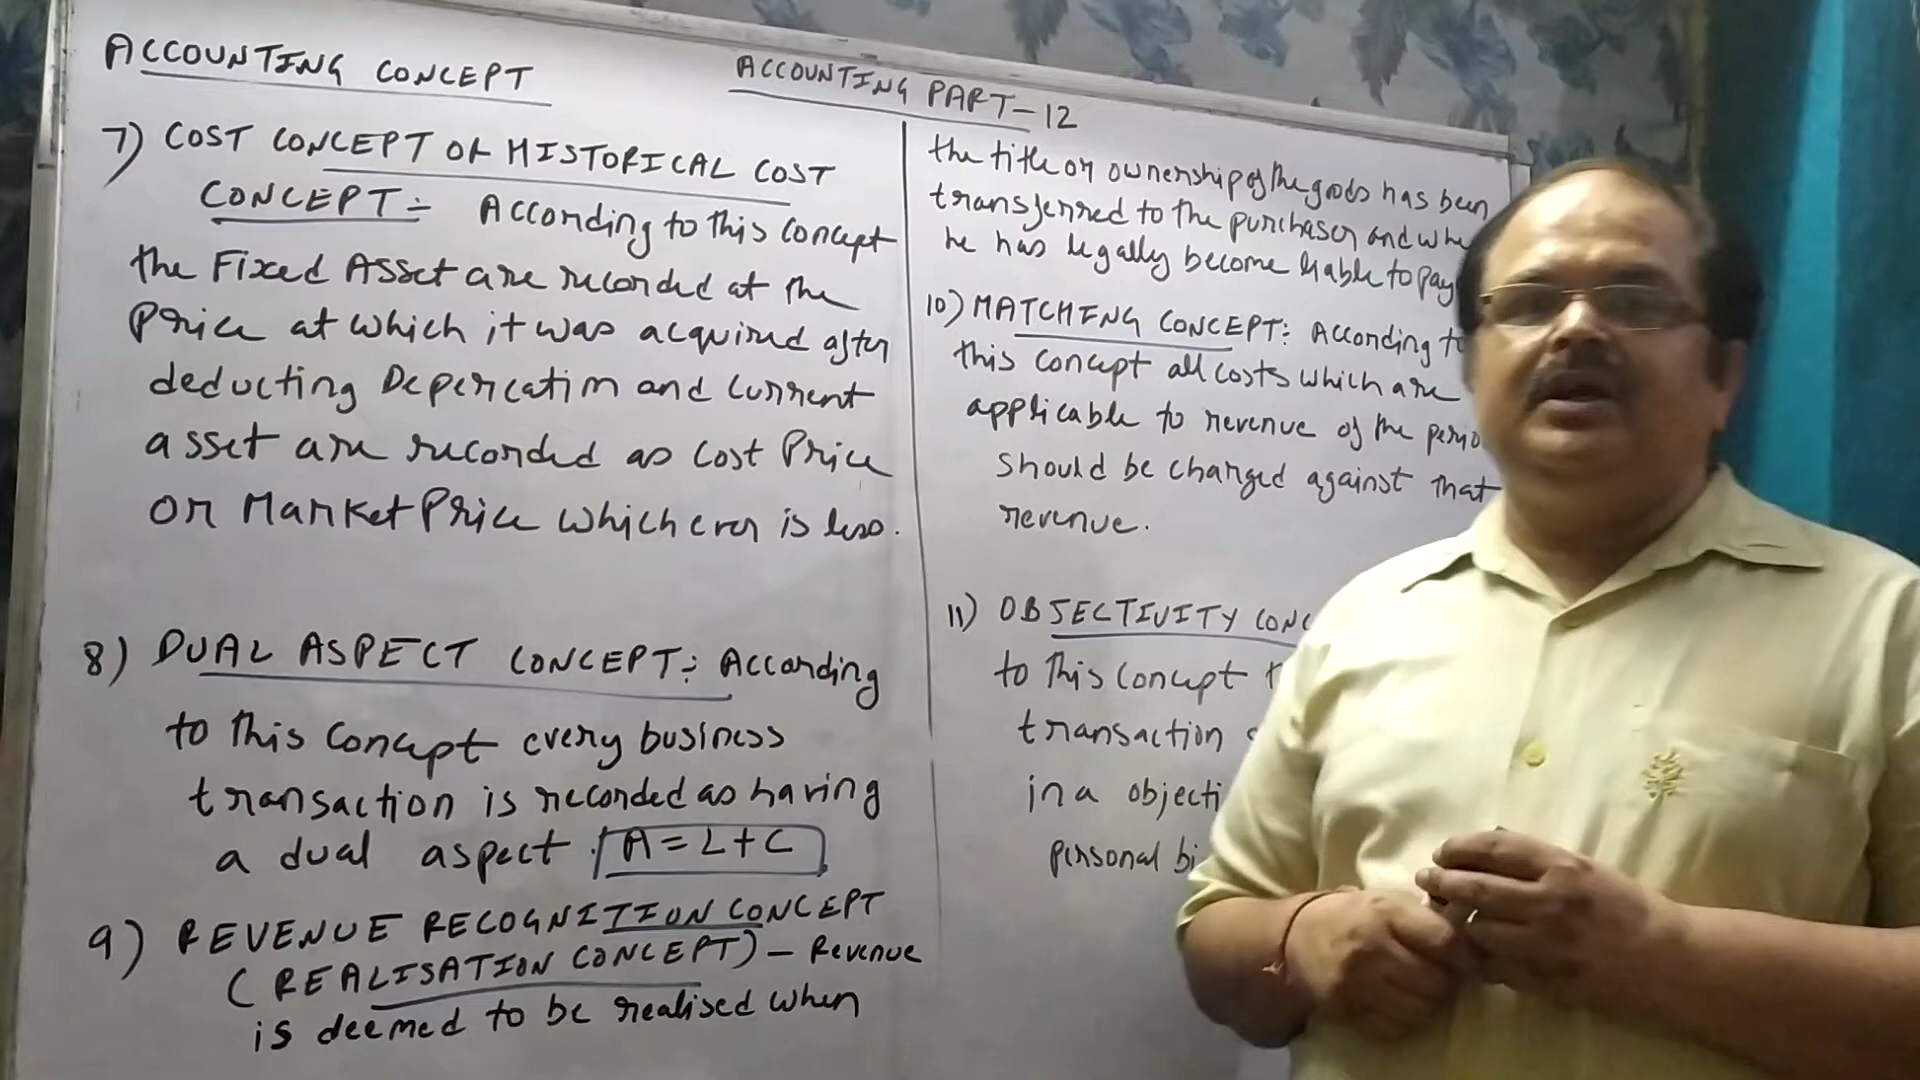 ACCOUNTING CONCEPT
ACCOUNTING PART-12
7) COST CONCEPT OR HISTORICAL COST
CONCEPT:- According to this concept
the Fixed Asset are recorded at the
Price at which it was acquired after
deducting Depercation and current
asset are recorded as cost Price
or Market Price which ever is less.
8) DUAL ASPECT CONCEPT:- According
to this concept every business
transaction is recorded as having
a dual aspect. A=L+C
9) REVENUE RECOGNITION CONCEPT
(REALISATION CONCEPT) - Revenue
is deemed to be realised when
the title or ownership of the goods has been
transferred to the purchaser and
he has legally become liable to pay
10) MATCHING CONCEPT: According to
this concept all costs which are
applicable to revenue of the
should be charged against that
revenue.
11) OBJECTIVITY
to this concept
transaction
in a
personal